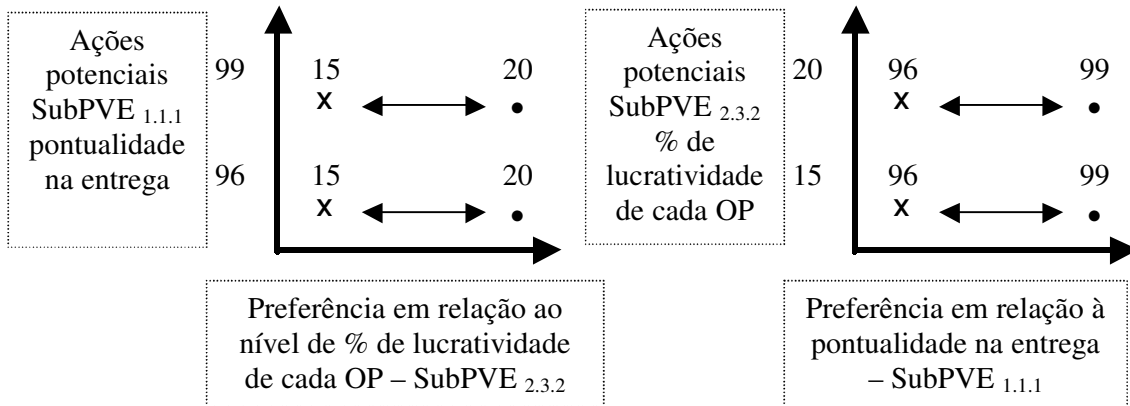 Ações
potenciais
SubPVE 1.1.1
pontualidade
na entrega
99
15
20
x
96
15
20
x
Preferência em relação ao
nível de % de lucratividade
de cada OP – SubPVE 2.3.2
Ações
potenciais
SubPVE 2.3.2
% de
lucratividade
de cada OP
20
96
99
x
15
96
99
x
Preferência em relação à
pontualidade na entrega
– SubPVE 1.1.1